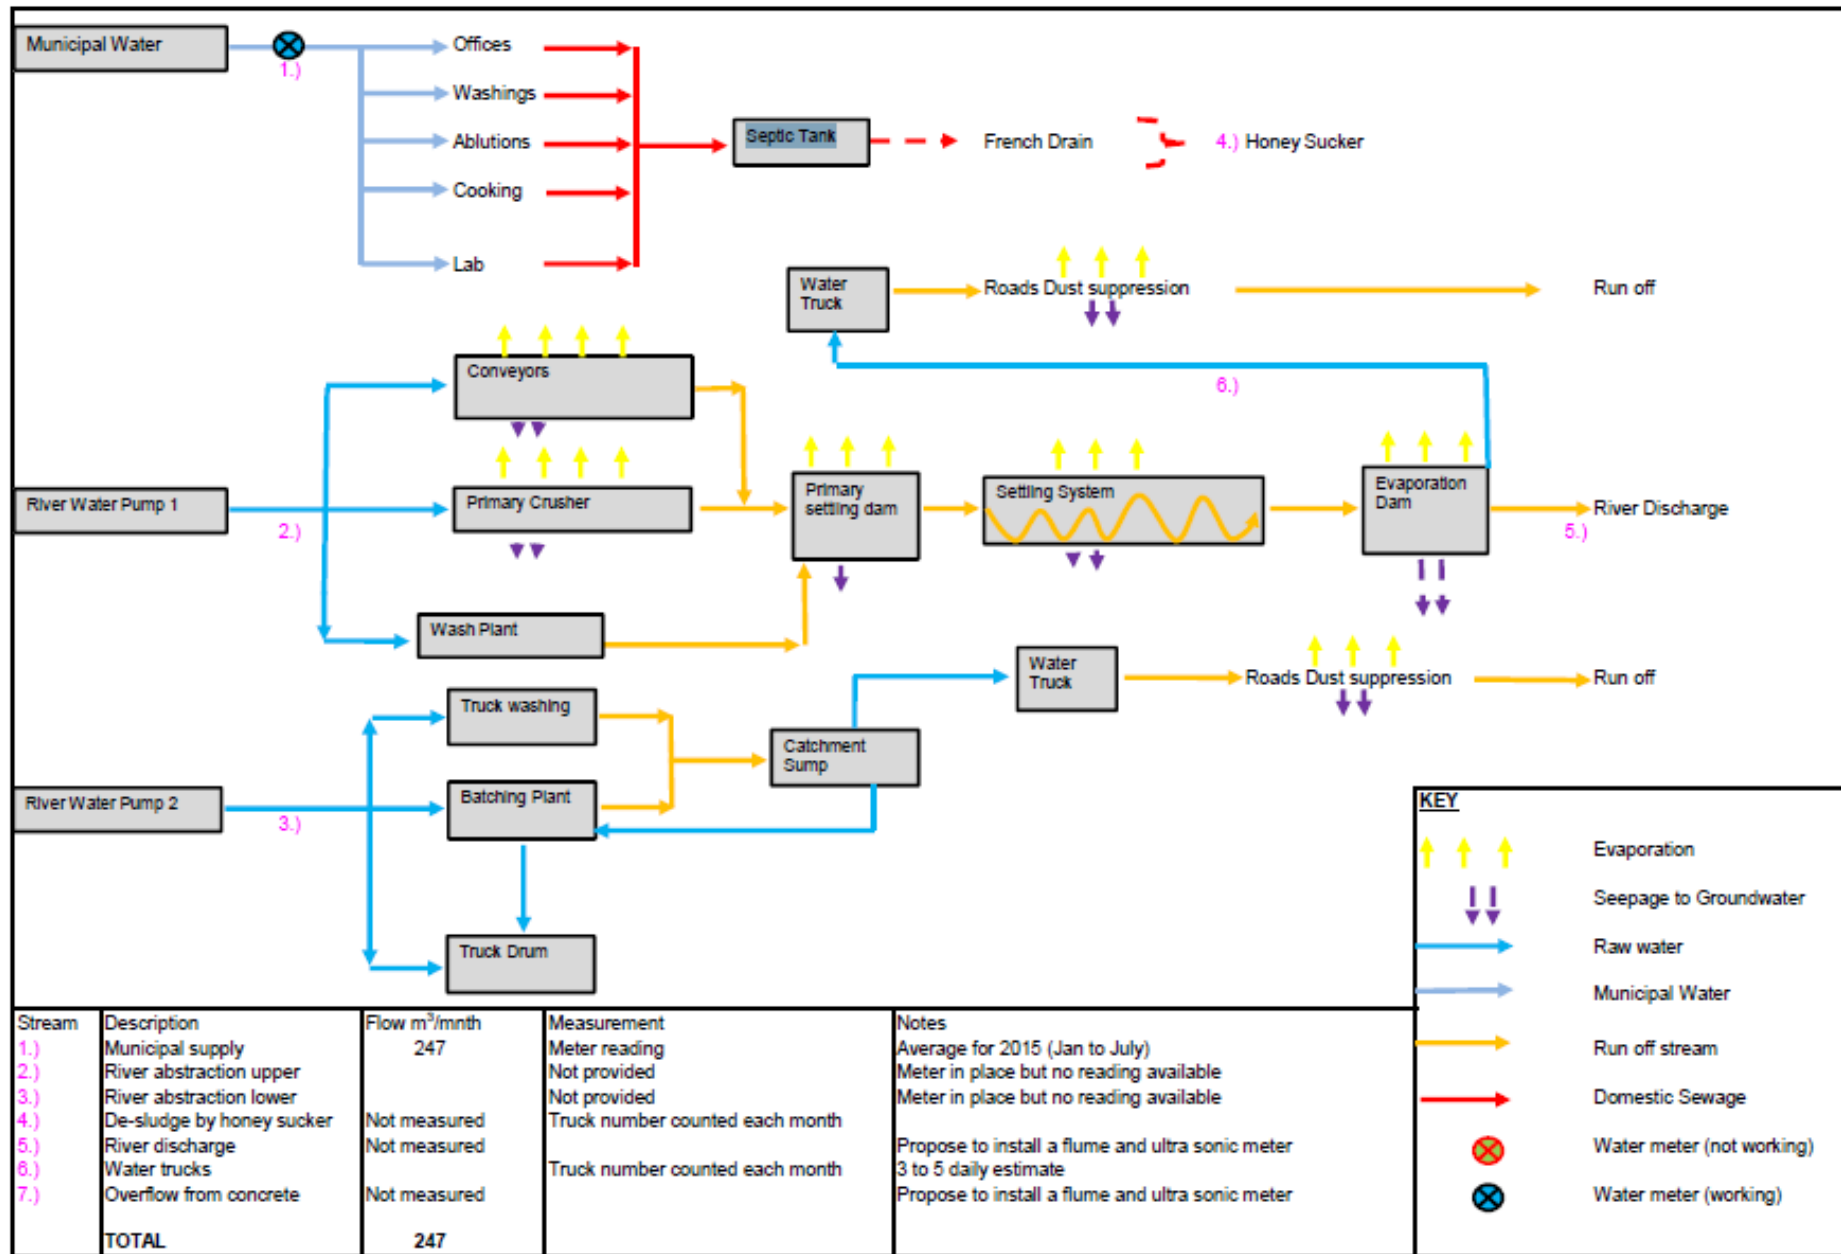 Municipal Water
1.)
Offices
Washings
Ablutions
Cooking
Lab
Septic Tank
French Drain
4.) Honey Sucker
Water
Truck
Roads Dust suppression
Run off
6.)
Conveyors
River Water Pump 1
2.)
Primary Crusher
Primary
settling dam
Settling System
Evaporation
Dam
River Discharge
5.)
Wash Plant
Water
Truck
Roads Dust suppression
Run off
Truck washing
Catchment
Sump
River Water Pump 2
3.)
Batching Plant
Truck Drum
KEY
Evaporation
Seepage to Groundwater
Raw water
Municipal Water
Run off stream
Domestic Sewage
Water meter (not working)
Water meter (working)
Stream Description Flow m³/mnth Measurement Notes
1.) Municipal supply 247 Meter reading Average for 2015 (Jan to July)
2.) River abstraction upper Not provided Meter in place but no reading available
3.) River abstraction lower Not provided Meter in place but no reading available
4.) De-sludge by honey sucker Not measured Truck number counted each month
5.) River discharge Not measured Propose to install a flume and ultra sonic meter
6.) Water trucks Truck number counted each month 3 to 5 daily estimate
7.) Overflow from concrete Not measured Propose to install a flume and ultra sonic meter
TOTAL 247